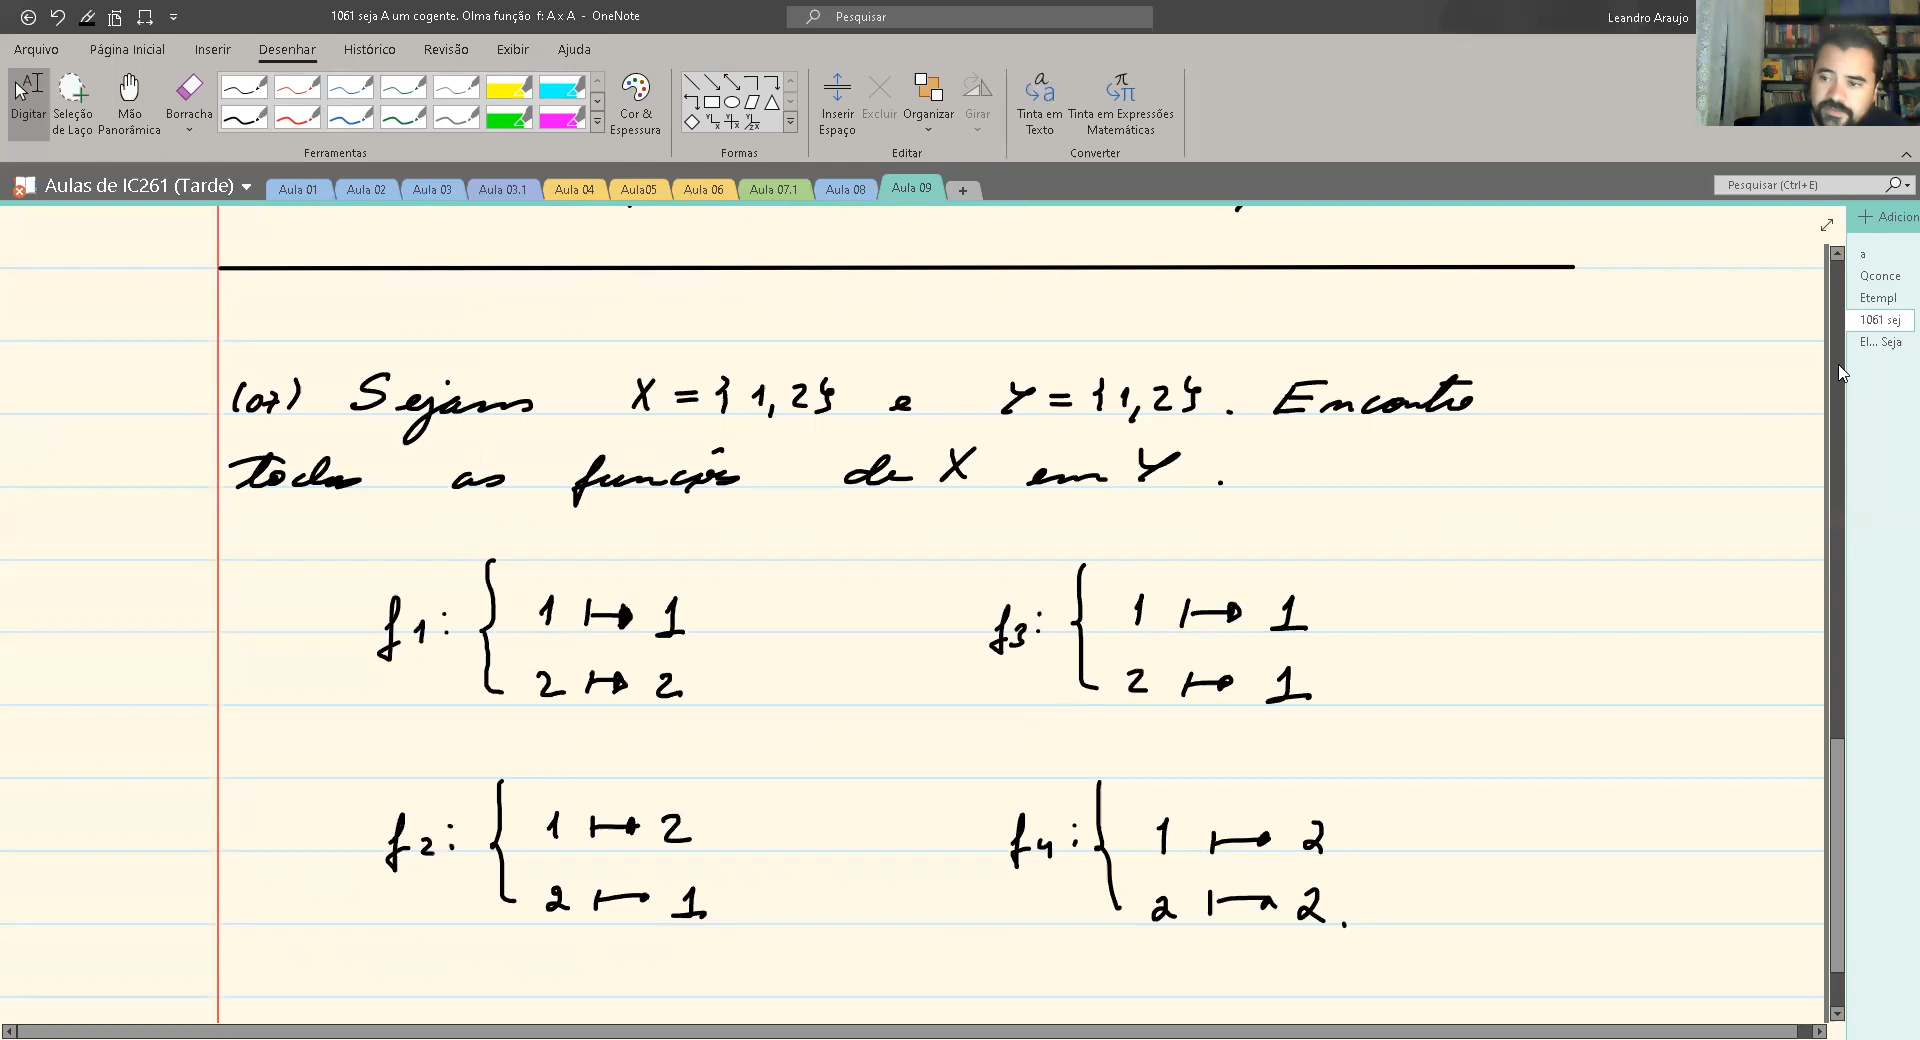 1061 seja A um cogente. Olma função f: A x A - OneNote
Pesquisar
Leandro Araujo
Arquivo Página Inicial Inserir Desenhar Histórico Revisão Exibir Ajuda
Digitar
Seleção de Laço
Mão Panorâmica
Borracha
Cor & Espessura
Inserir Espaço
Excluir
Organizar
Girar
Tinta em Texto
Tinta em Expressões Matemáticas
Ferramentas
Formas
Editar
Converter
Aulas de IC261 (Tarde)
Aula 01 Aula 02 Aula 03 Aula 03.1 Aula 04 Aula05 Aula 06 Aula 07.1 Aula 08 Aula 09
Pesquisar (Ctrl+E)
Adicion
a
Qconce
Etempl
1061 sej
El... Seja
(07) Sejam X = {1, 2} e Y = {1, 2}. Encontre
todas as funções de X em Y.
f1: { 1 ↦ 1
2 ↦ 2
f3: { 1 ↦ 1
2 ↦ 1
f2: { 1 ↦ 2
2 ↦ 1
f4: { 1 ↦ 2
2 ↦ 2.